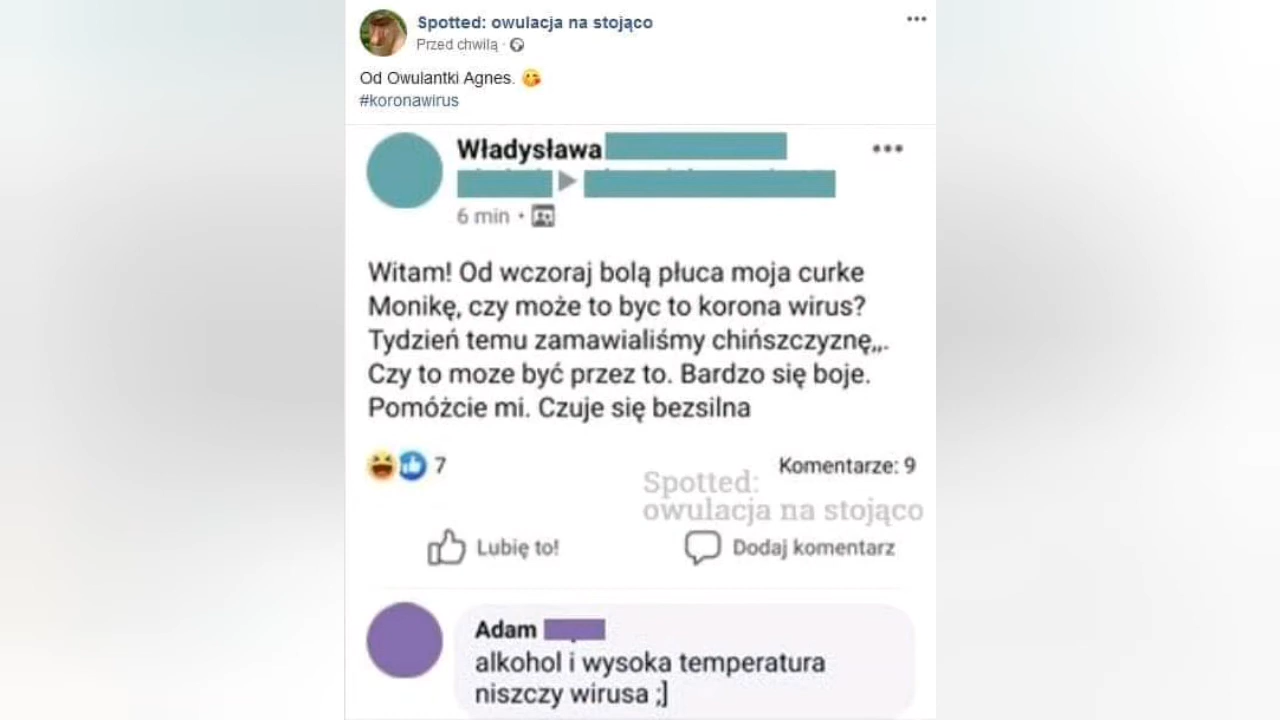 Spotted: owulacja na stojąco
Przed chwilą ·
Od Owulantki Agnes.
#koronawirus
Władysława
6 min ·
Witam! Od wczoraj bolą płuca moja curke
Monikę, czy może to byc to korona wirus?
Tydzień temu zamawialiśmy chińszczyznę,,.
Czy to moze być przez to. Bardzo się boje.
Pomóżcie mi. Czuje się bezsilna
7
Komentarze: 9
Spotted:
owulacja na stojąco
Lubię to!
Dodaj komentarz
Adam
alkohol i wysoka temperatura
niszczy wirusa ;]